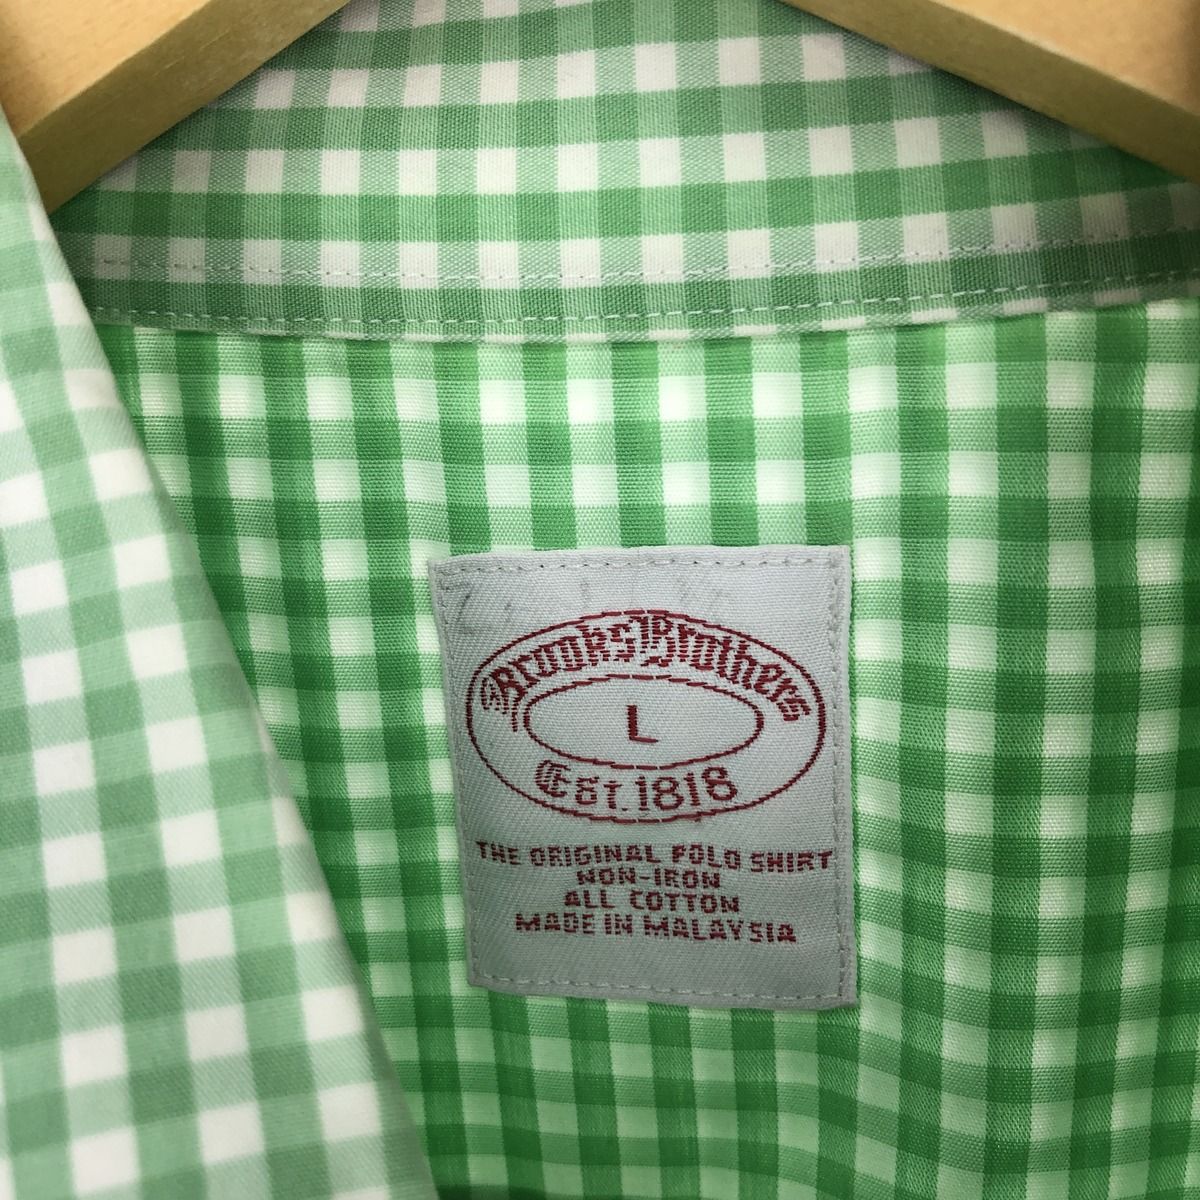 Brooks Brothers
L
Est. 1818
THE ORIGINAL POLO SHIRT
NON-IRON
ALL COTTON
MADE IN MALAYSIA